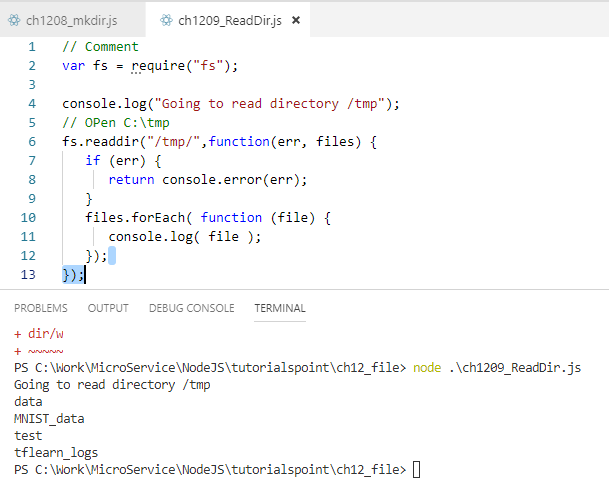 ch1208_mkdir.js ch1209_ReadDir.js ×
1 // Comment
2 var fs = require("fs");
3
4 console.log("Going to read directory /tmp");
5 // OPen C:\tmp
6 fs.readdir("/tmp/",function(err, files) {
7 if (err) {
8 return console.error(err);
9 }
10 files.forEach( function (file) {
11 console.log( file );
12 });
13 });
PROBLEMS OUTPUT DEBUG CONSOLE TERMINAL
+ dir/w
+ ~~~~~
PS C:\Work\MicroService\NodeJS\tutorialspoint\ch12_file> node .\ch1209_ReadDir.js
Going to read directory /tmp
data
MNIST_data
test
tflearn_logs
PS C:\Work\MicroService\NodeJS\tutorialspoint\ch12_file>